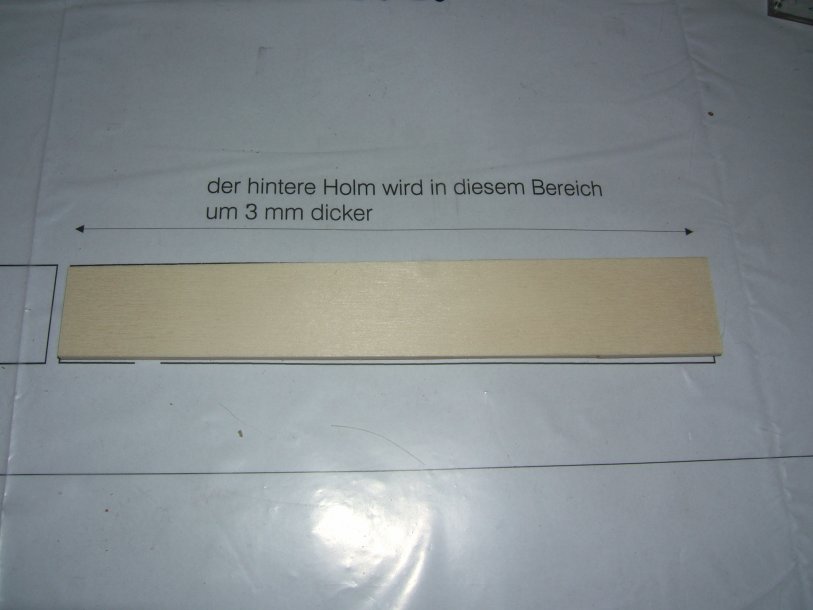 der hintere Holm wird in diesem Bereich
um 3 mm dicker